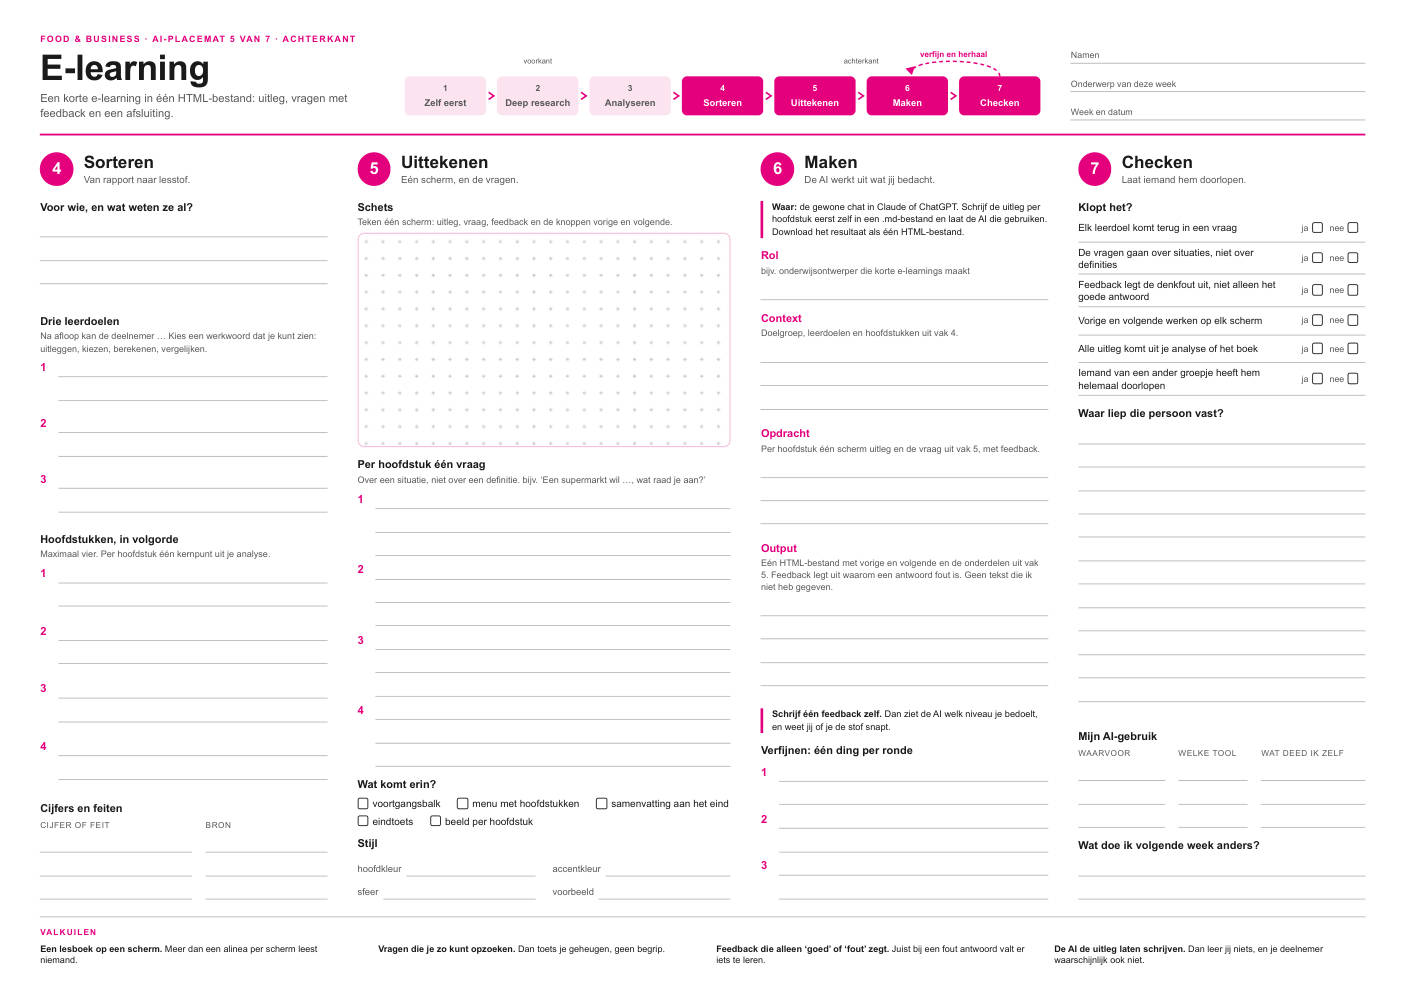 FOOD & BUSINESS · AI-PLACEMAT 5 VAN 7 · ACHTERKANT
E-learning
Een korte e-learning in één HTML-bestand: uitleg, vragen met
feedback en een afsluiting.
voorkant
achterkant
verfijn en herhaal
1
Zelf eerst
2
Deep research
3
Analyseren
4
Sorteren
5
Uittekenen
6
Maken
7
Checken
Namen
Onderwerp van deze week
Week en datum
4
Sorteren
Van rapport naar lesstof.
Voor wie, en wat weten ze al?
Drie leerdoelen
Na afloop kan de deelnemer … Kies een werkwoord dat je kunt zien:
uitleggen, kiezen, berekenen, vergelijken.
1
2
3
Hoofdstukken, in volgorde
Maximaal vier. Per hoofdstuk één kernpunt uit je analyse.
1
2
3
4
Cijfers en feiten
CIJFER OF FEIT BRON
5
Uittekenen
Eén scherm, en de vragen.
Schets
Teken één scherm: uitleg, vraag, feedback en de knoppen vorige en volgende.
Per hoofdstuk één vraag
Over een situatie, niet over een definitie. bijv. ‘Een supermarkt wil …, wat raad je aan?’
1
2
3
4
Wat komt erin?
voortgangsbalk menu met hoofdstukken samenvatting aan het eind
eindtoets beeld per hoofdstuk
Stijl
hoofdkleur accentkleur
sfeer voorbeeld
6
Maken
De AI werkt uit wat jij bedacht.
Waar: de gewone chat in Claude of ChatGPT. Schrijf de uitleg per
hoofdstuk eerst zelf in een .md-bestand en laat de AI die gebruiken.
Download het resultaat als één HTML-bestand.
Rol
bijv. onderwijsontwerper die korte e-learnings maakt
Context
Doelgroep, leerdoelen en hoofdstukken uit vak 4.
Opdracht
Per hoofdstuk één scherm uitleg en de vraag uit vak 5, met feedback.
Output
Eén HTML-bestand met vorige en volgende en de onderdelen uit vak
5. Feedback legt uit waarom een antwoord fout is. Geen tekst die ik
niet heb gegeven.
Schrijf één feedback zelf. Dan ziet de AI welk niveau je bedoelt,
en weet jij of je de stof snapt.
Verfijnen: één ding per ronde
1
2
3
7
Checken
Laat iemand hem doorlopen.
Klopt het?
Elk leerdoel komt terug in een vraag ja nee
De vragen gaan over situaties, niet over
definities ja nee
Feedback legt de denkfout uit, niet alleen het
goede antwoord ja nee
Vorige en volgende werken op elk scherm ja nee
Alle uitleg komt uit je analyse of het boek ja nee
Iemand van een ander groepje heeft hem
helemaal doorlopen ja nee
Waar liep die persoon vast?
Mijn AI-gebruik
WAARVOOR WELKE TOOL WAT DEED IK ZELF
Wat doe ik volgende week anders?
VALKUILEN
Een lesboek op een scherm. Meer dan een alinea per scherm leest
niemand.
Vragen die je zo kunt opzoeken. Dan toets je geheugen, geen begrip.
Feedback die alleen ‘goed’ of ‘fout’ zegt. Juist bij een fout antwoord valt er
iets te leren.
De AI de uitleg laten schrijven. Dan leer jij niets, en je deelnemer
waarschijnlijk ook niet.